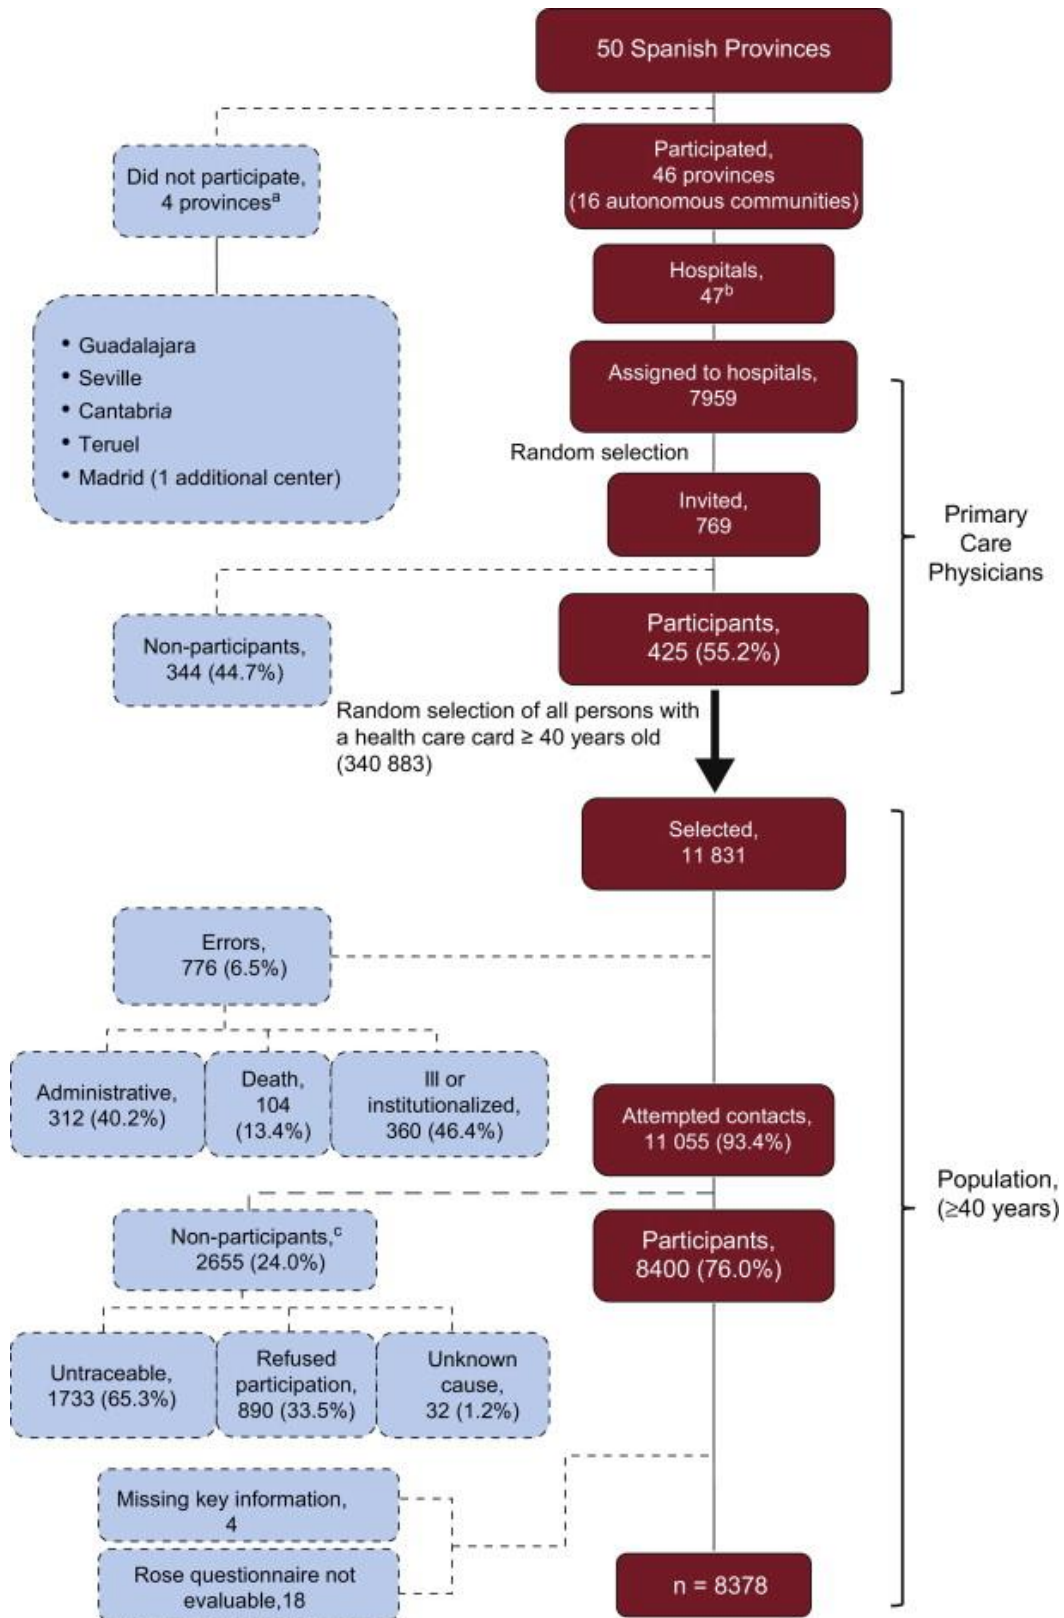 50 Spanish Provinces
Participated,
46 provinces
(16 autonomous communities)
Did not participate,
4 provincesᵃ
Hospitals,
47ᵇ
• Guadalajara
• Seville
• Cantabria
• Teruel
• Madrid (1 additional center)
Assigned to hospitals,
7959
Random selection
Invited,
769
Primary
Care
Physicians
Participants,
425 (55.2%)
Non-participants,
344 (44.7%)
Random selection of all persons with
a health care card ≥ 40 years old
(340 883)
Selected,
11 831
Errors,
776 (6.5%)
Administrative,
312 (40.2%)
Death,
104
(13.4%)
Ill or
institutionalized,
360 (46.4%)
Attempted contacts,
11 055 (93.4%)
Population,
(≥40 years)
Non-participants,ᶜ
2655 (24.0%)
Participants,
8400 (76.0%)
Untraceable,
1733 (65.3%)
Refused
participation,
890 (33.5%)
Unknown
cause,
32 (1.2%)
Missing key information,
4
Rose questionnaire not
evaluable,18
n = 8378